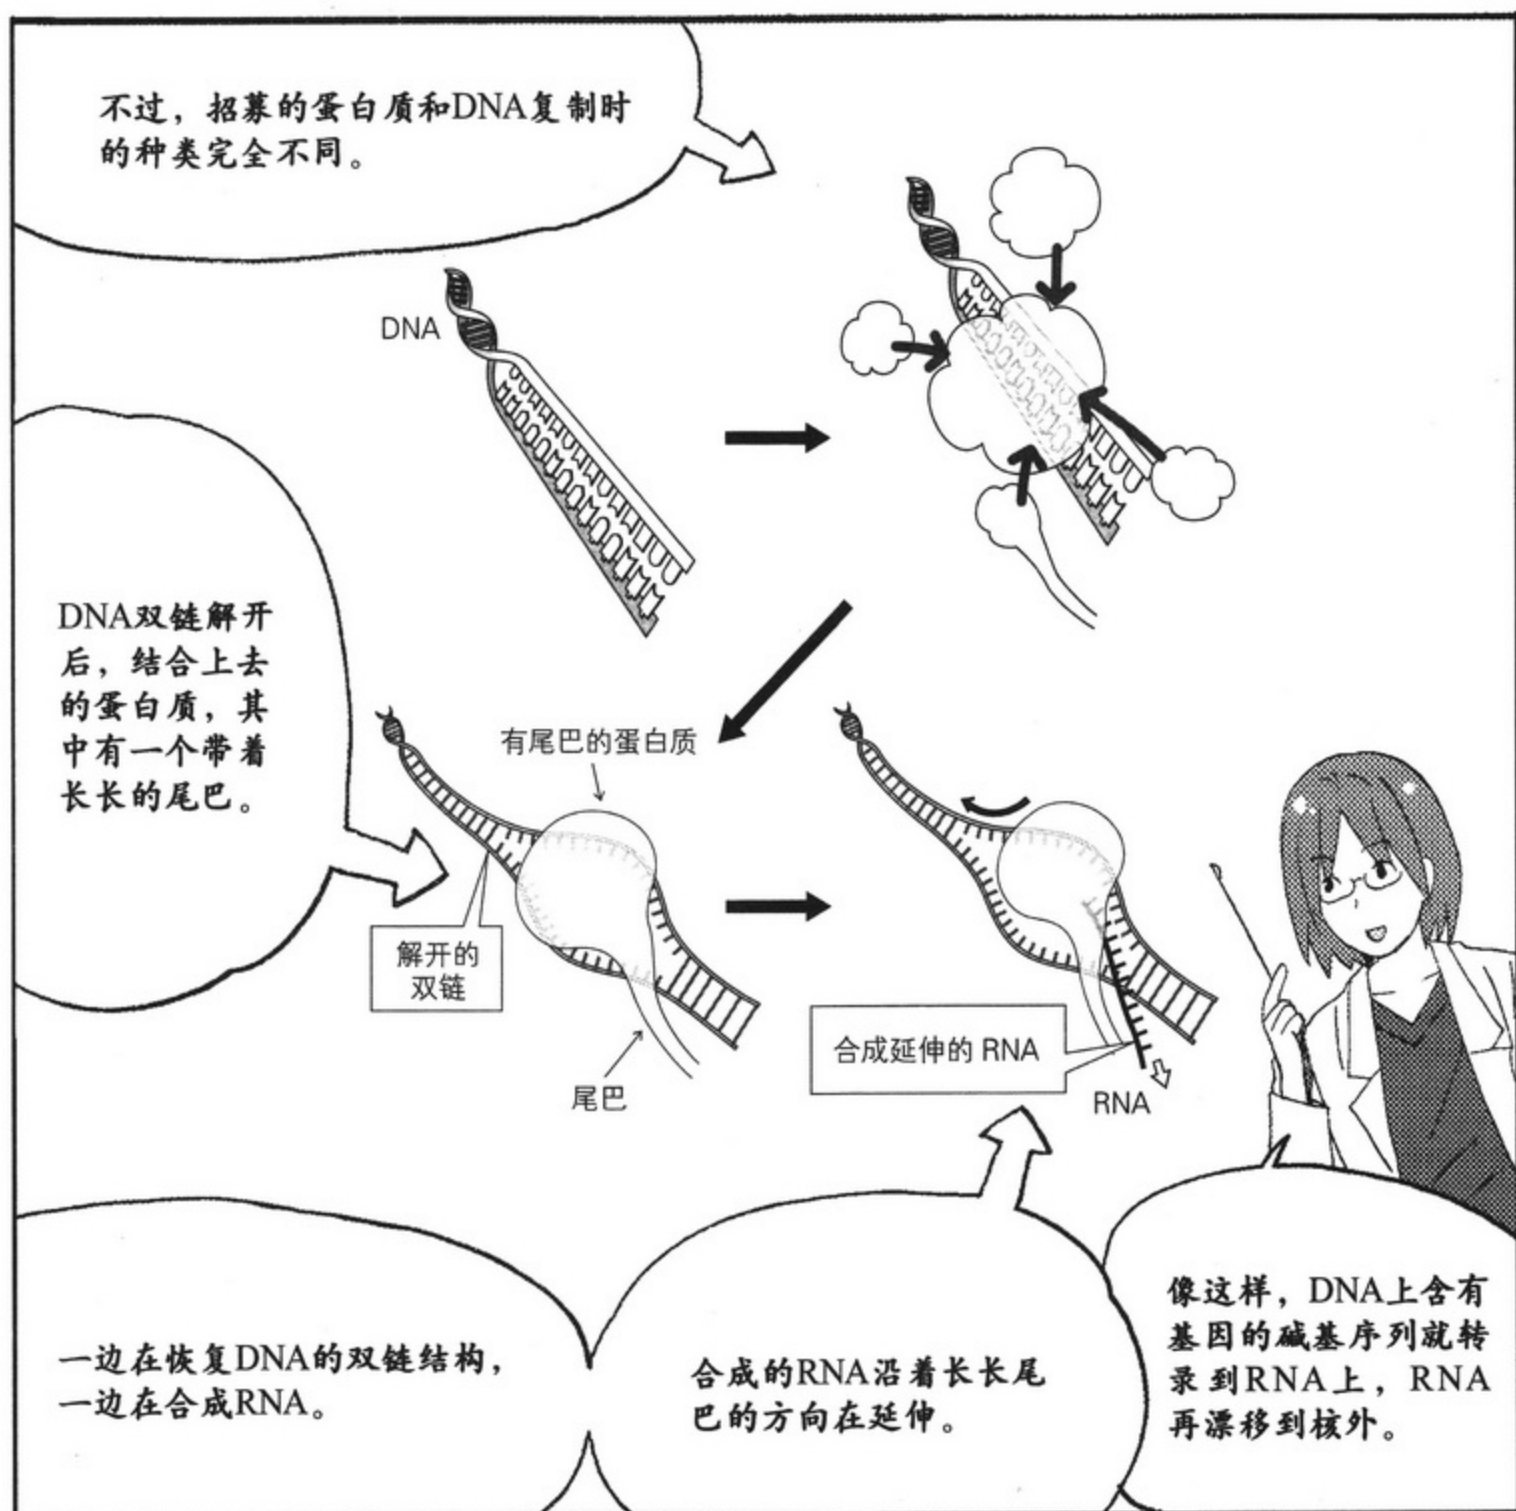 不过，招募的蛋白质和DNA复制时
的种类完全不同。
DNA
DNA双链解开
后，结合上去
的蛋白质，其
中有一个带着
长长的尾巴。
有尾巴的蛋白质
解开的
双链
尾巴
合成延伸的 RNA
RNA
一边在恢复DNA的双链结构，
一边在合成RNA。
合成的RNA沿着长长尾
巴的方向在延伸。
像这样，DNA上含有
基因的碱基序列就转
录到RNA上，RNA
再漂移到核外。